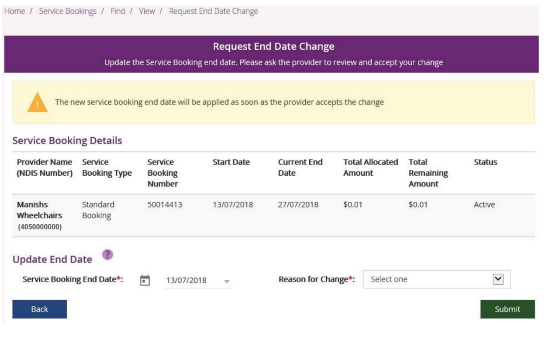 Home / Service Bookings / Find / View / Request End Date Change
Request End Date Change
Update the Service Booking end date. Please ask the provider to review and accept your change
The new service booking end date will be applied as soon as the provider accepts the change
Service Booking Details
Provider Name (NDIS Number) Service Booking Type Service Booking Number Start Date Current End Date Total Allocated Amount Total Remaining Amount Status
Manishs Wheelchairs (4050000000) Standard Booking 50014413 13/07/2018 27/07/2018 $0.01 $0.01 Active
Update End Date ?
Service Booking End Date*: 13/07/2018 Reason for Change*: Select one
Back Submit